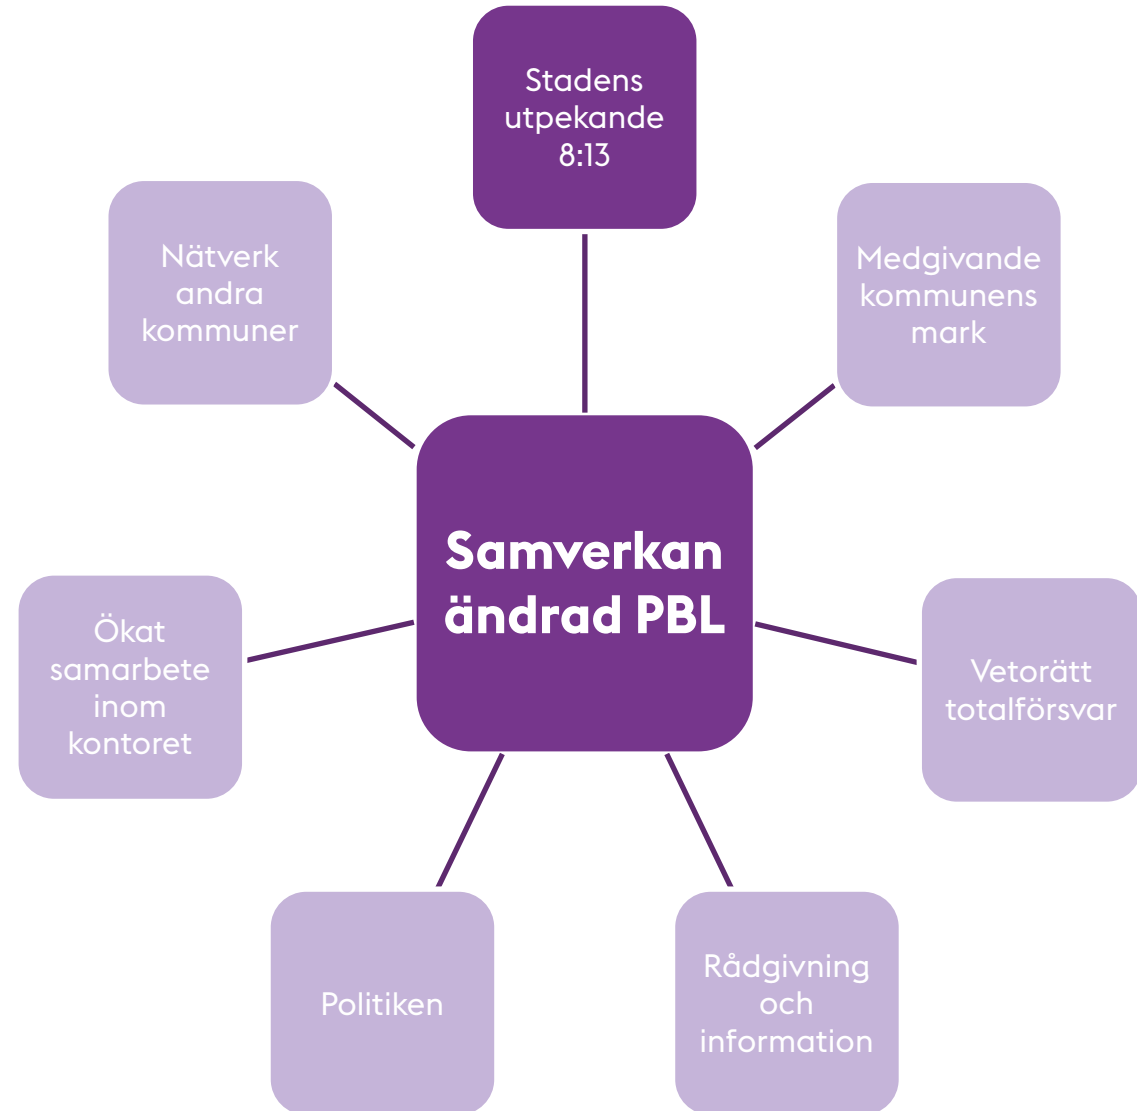 Stadens
utpekande
8:13
Nätverk
andra
kommuner
Medgivande
kommunens
mark
Samverkan
ändrad PBL
Ökat
samarbete
inom
kontoret
Vetorätt
totalförsvar
Politiken
Rådgivning
och
information